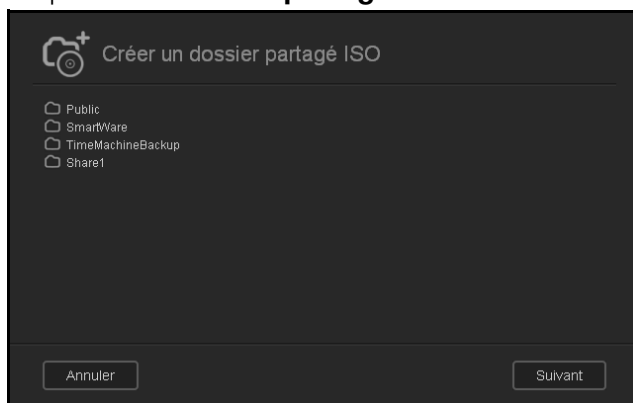 Créer un dossier partagé ISO
Public
SmartWare
TimeMachineBackup
Share1
Annuler
Suivant